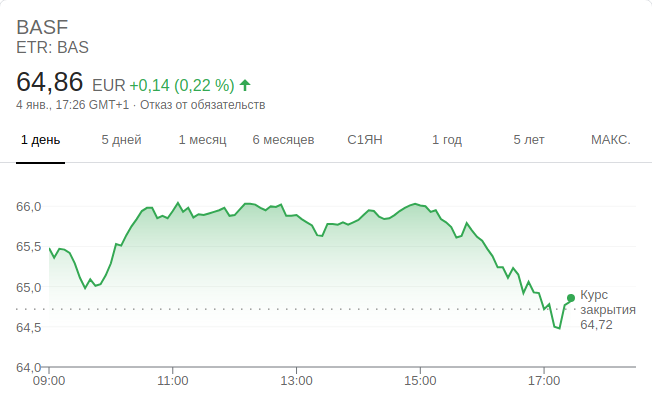 BASF
ETR: BAS
64,86 EUR +0,14 (0,22 %)
4 янв., 17:26 GMT+1 · Отказ от обязательств
1 день 5 дней 1 месяц 6 месяцев С1ЯН 1 год 5 лет МАКС.
66,0
65,5
65,0
Курс
закрытия
64,72
64,5
64,0
09:00 11:00 13:00 15:00 17:00